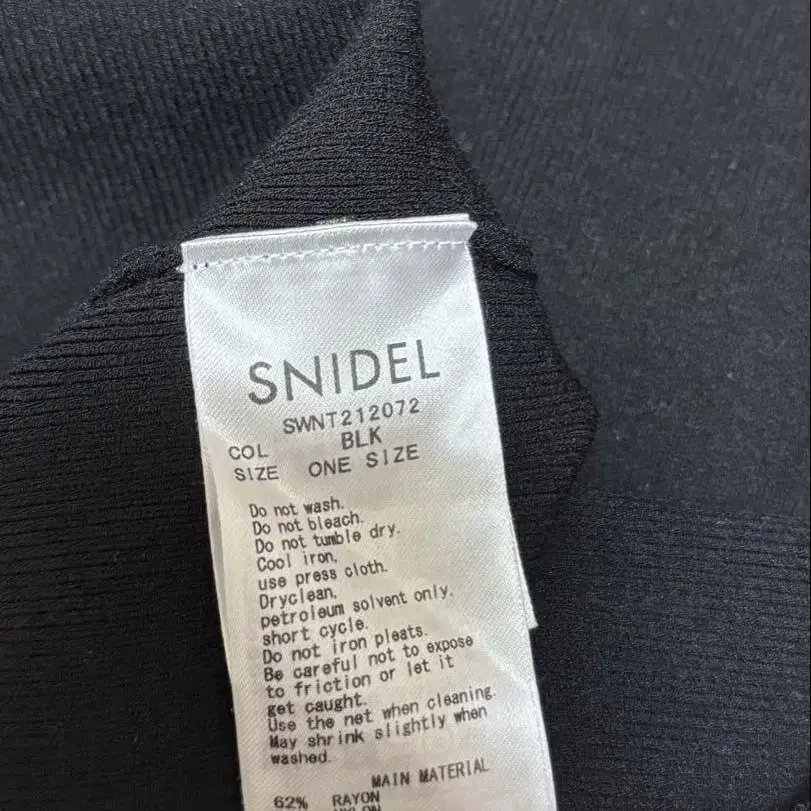 SNIDEL
SWNT212072
COL BLK
SIZE ONE SIZE
Do not wash.
Do not bleach.
Do not tumble dry.
Cool iron,
use press cloth.
Dryclean,
petroleum solvent only.
short cycle.
Do not iron pleats.
Be careful not to expose
to friction or let it
get caught.
Use the net when cleaning.
May shrink slightly when
washed.
MAIN MATERIAL
62% RAYON